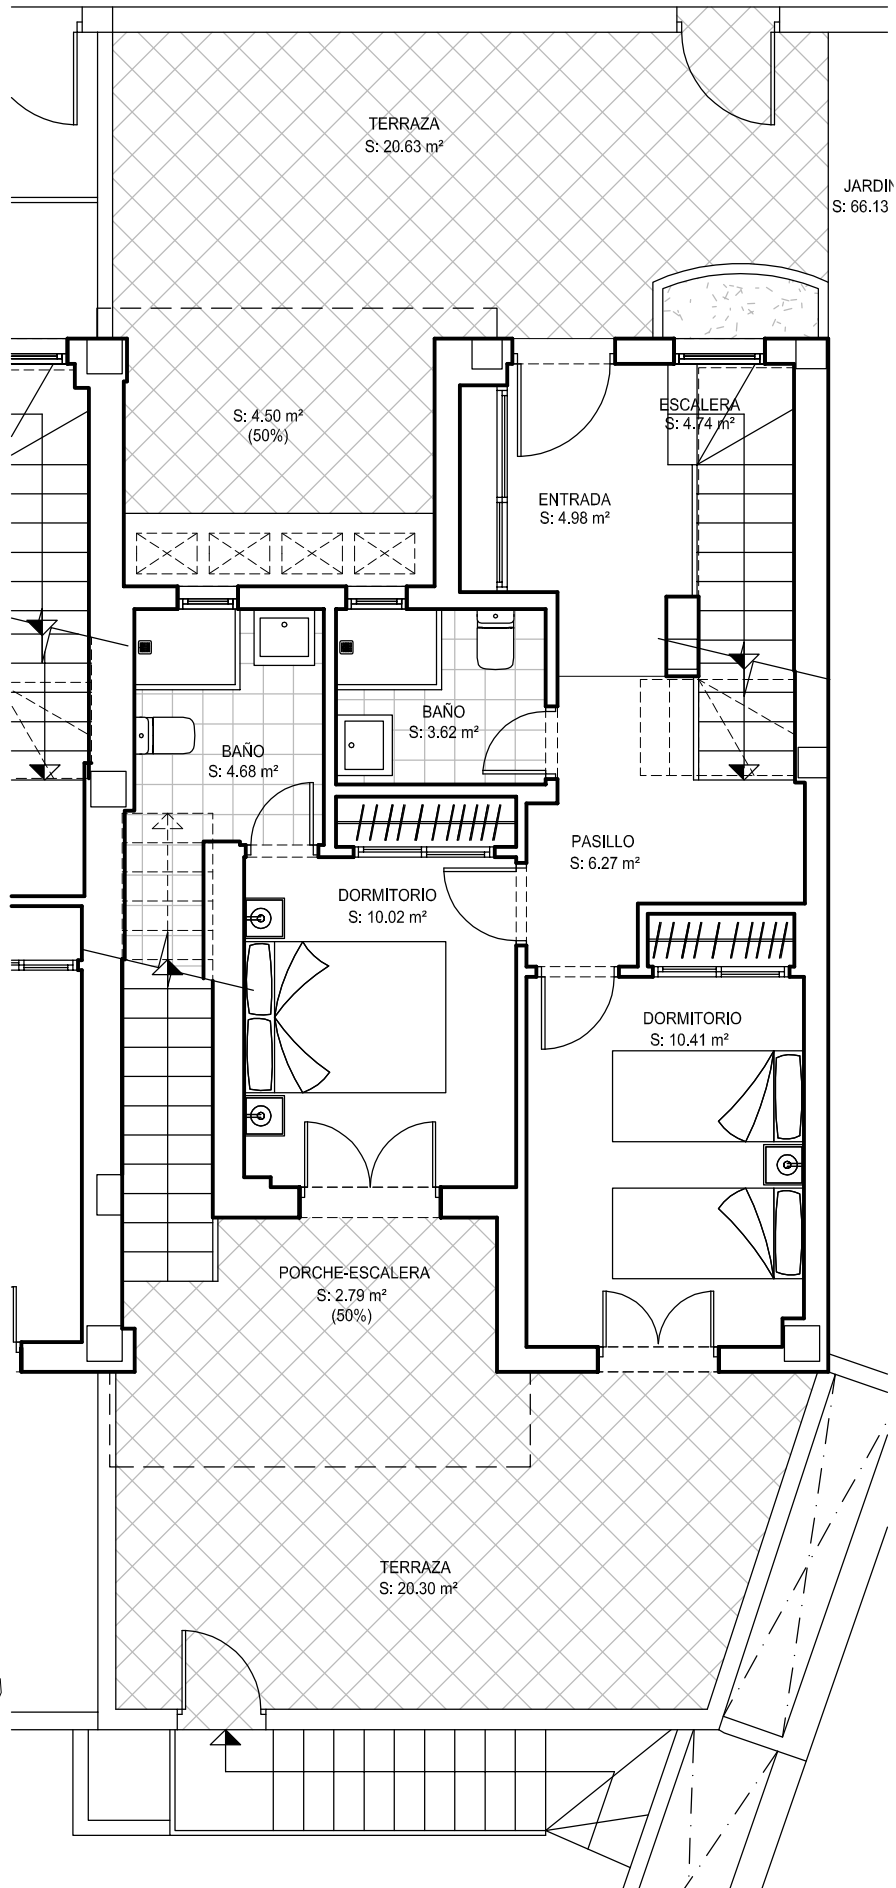 TERRAZA
S: 20.63 m²
JARDIN
S: 66.13
S: 4.50 m²
(50%)
ESCALERA
S: 4.74 m²
ENTRADA
S: 4.98 m²
BAÑO
S: 3.62 m²
BAÑO
S: 4.68 m²
PASILLO
S: 6.27 m²
DORMITORIO
S: 10.02 m²
DORMITORIO
S: 10.41 m²
PORCHE-ESCALERA
S: 2.79 m²
(50%)
TERRAZA
S: 20.30 m²